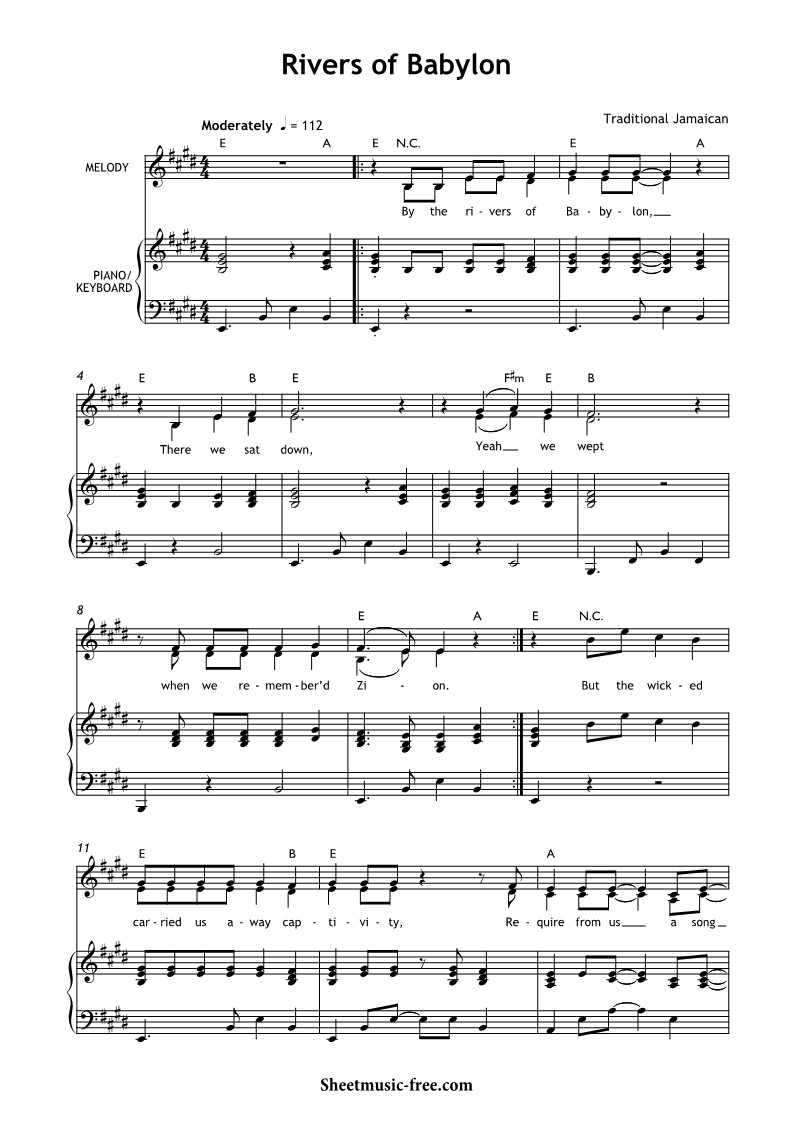 Rivers of Babylon
Traditional Jamaican
Moderately ♩ = 112
E A E N.C. E A
MELODY
By the ri - vers of Ba - by - lon,
PIANO/
KEYBOARD
4
E B E F♯m E B
There we sat down, Yeah we wept
8
E A E N.C.
when we re - mem - ber'd Zi - on. But the wick - ed
11
E B E A
car - ried us a - way cap - ti - vi - ty, Re - quire from us a song
Sheetmusic-free.com